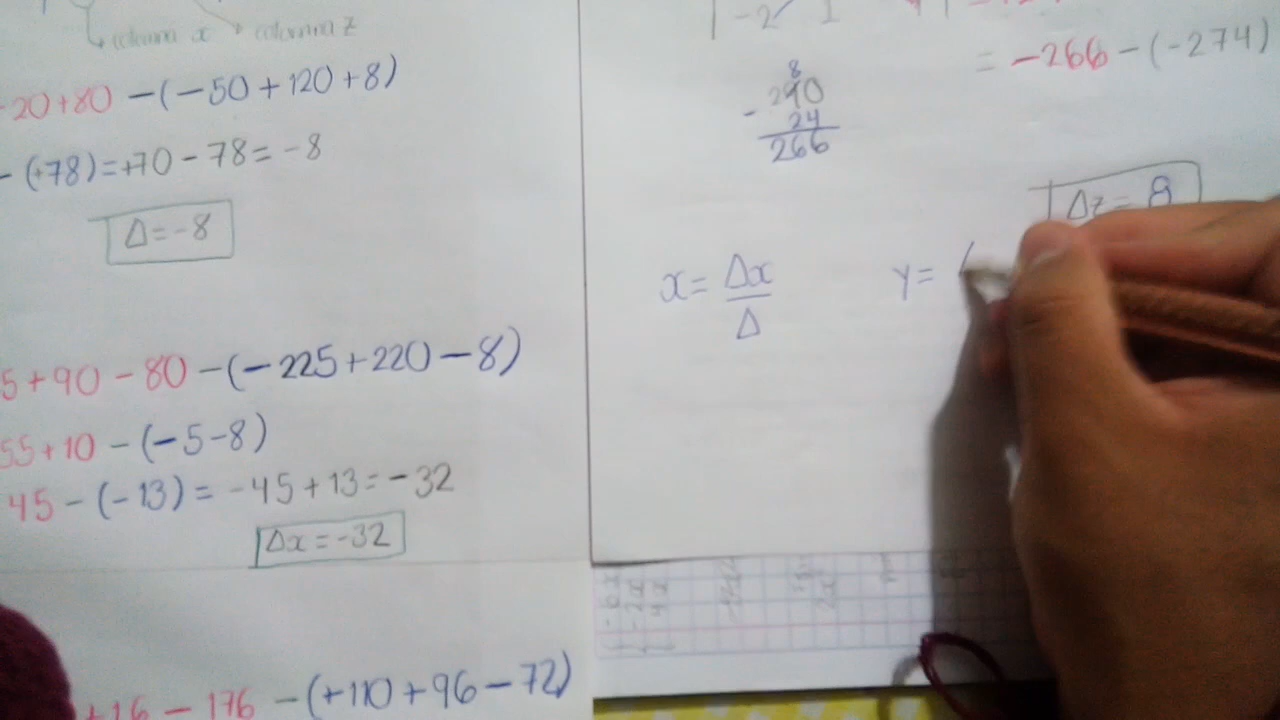 columna x columna z
20+80 -(-50+120+8)
-(+78)=+70-78=-8
Δ=-8
5+90-80-(-225+220-8)
55+10-(-5-8)
45-(-13)=-45+13=-32
Δx=-32
+16-176-(+110+96-72)
-2 1
=-266-(-274)
8
290
- 24
266
Δz=8
x=Δx/Δ
y=